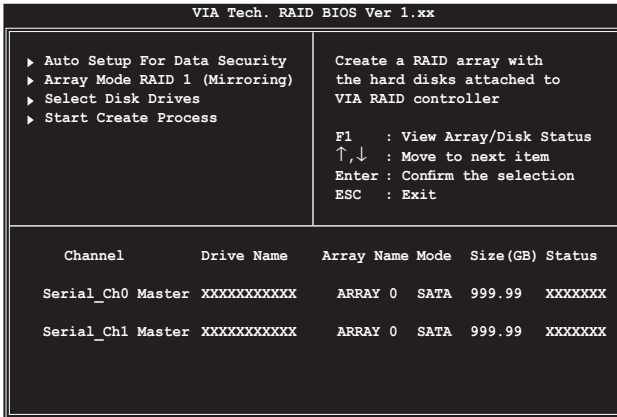 VIA Tech. RAID BIOS Ver 1.xx
Auto Setup For Data Security
Array Mode RAID 1 (Mirroring)
Select Disk Drives
Start Create Process
Create a RAID array with
the hard disks attached to
VIA RAID controller
F1 : View Array/Disk Status
↑,↓ : Move to next item
Enter : Confirm the selection
ESC : Exit
Channel Drive Name Array Name Mode Size(GB) Status
Serial_Ch0 Master XXXXXXXXXXX ARRAY 0 SATA 999.99 XXXXXXX
Serial_Ch1 Master XXXXXXXXXXX ARRAY 0 SATA 999.99 XXXXXXX